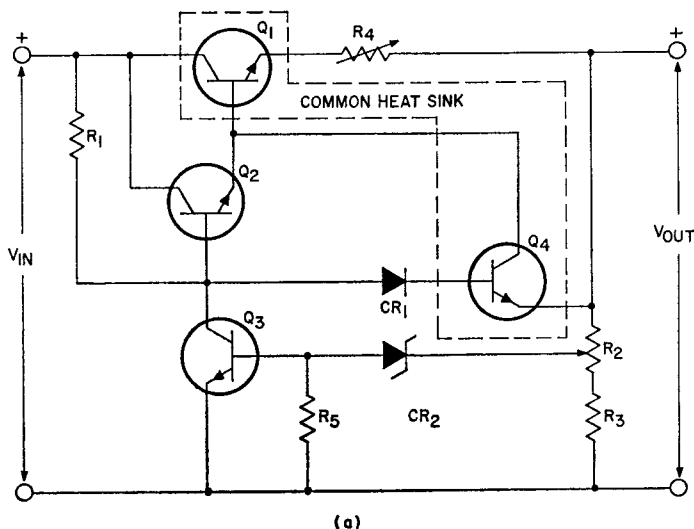 +
Q1
R4
+
COMMON HEAT SINK
R1
Q2
VIN
VOUT
Q4
CR1
Q3
R2
R5
CR2
R3
(a)